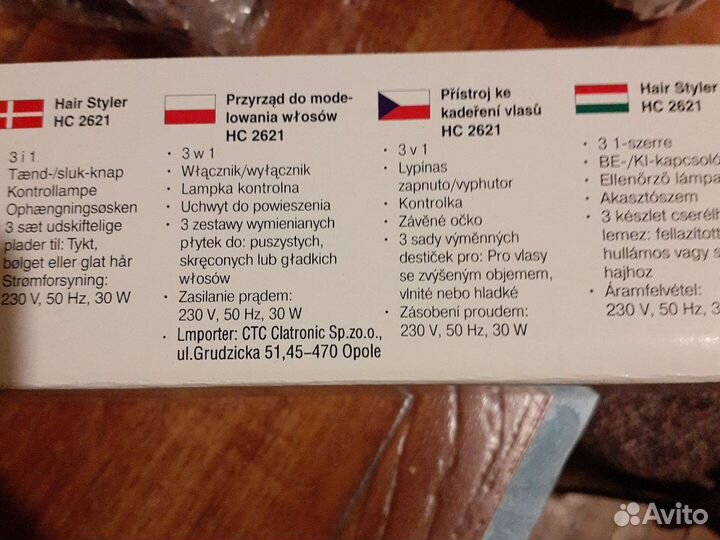 Hair Styler
HC 2621
3 i 1
Tænd-/sluk-knap
Kontrollampe
Ophængningsøsken
3 sæt udskiftelige
plader til: Tykt,
bølget eller glat hår
Strømforsyning:
230 V, 50 Hz, 30 W
Przyrząd do mode-
lowania włosów
HC 2621
· 3 w 1
· Włącznik/wyłącznik
· Lampka kontrolna
· Uchwyt do powieszenia
· 3 zestawy wymienianych
płytek do: puszystych,
skręconych lub gładkich
włosów
· Zasilanie prądem:
230 V, 50 Hz, 30 W
· Lmporter: CTC Clatronic Sp.zo.o.,
ul.Grudzicka 51,45–470 Opole
Přístroj ke
kadeření vlasů
HC 2621
· 3 v 1
· Lypínas
zapnuto/vyphutor
· Kontrolka
· Závěné očko
· 3 sady výměnných
destiček pro: Pro vlasy
se zvýšeným objemem,
vlnité nebo hladké
· Zásobení proudem:
230 V, 50 Hz, 30 W
Hair Styler
HC 2621
· 3 1-szerre
· BE-/KI-kapcsoló
· Ellenőrző lámpa
· Akasztószem
· 3 készlet cserélh
lemez: fellazított
hullámos vagy s
hajhoz
· Áramfelvétel:
230 V, 50 Hz, 3
Avito